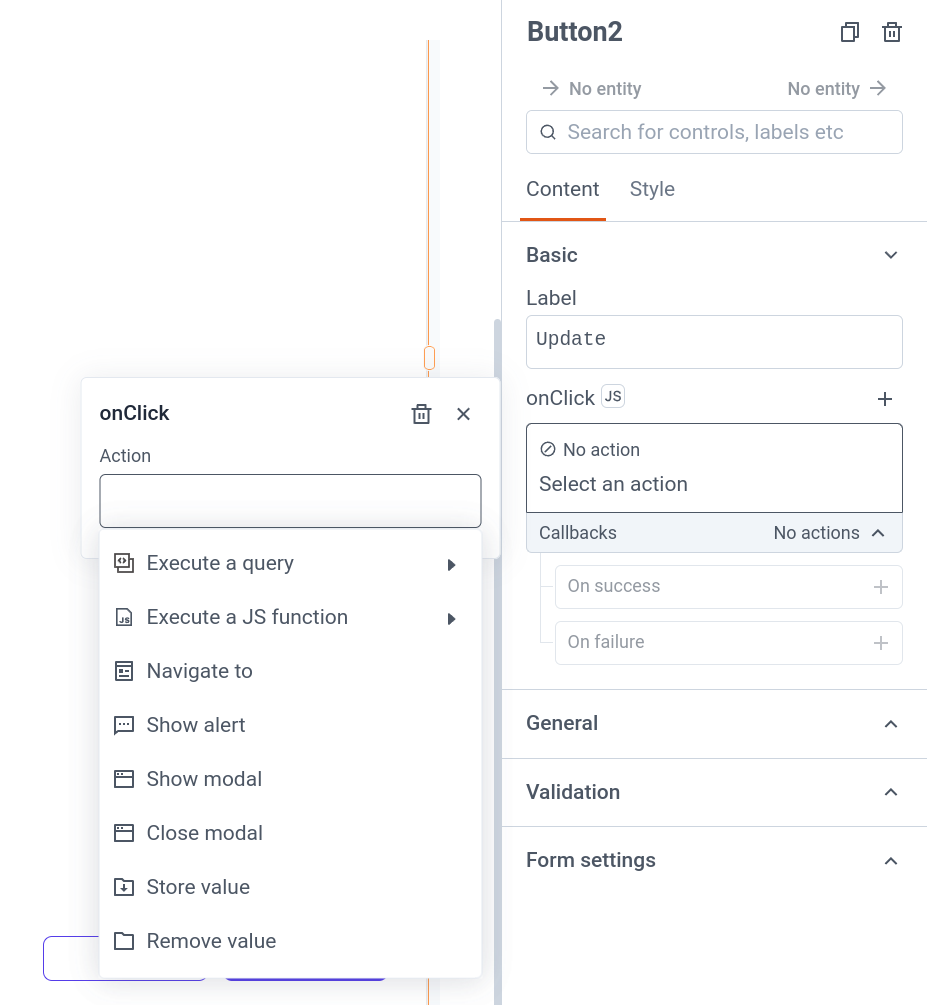 Button2
No entity
No entity
Search for controls, labels etc
Content Style
Basic
Label
Update
onClick JS
No action
Select an action
Callbacks No actions
On success
On failure
General
Validation
Form settings
onClick
Action
Execute a query
Execute a JS function
Navigate to
Show alert
Show modal
Close modal
Store value
Remove value